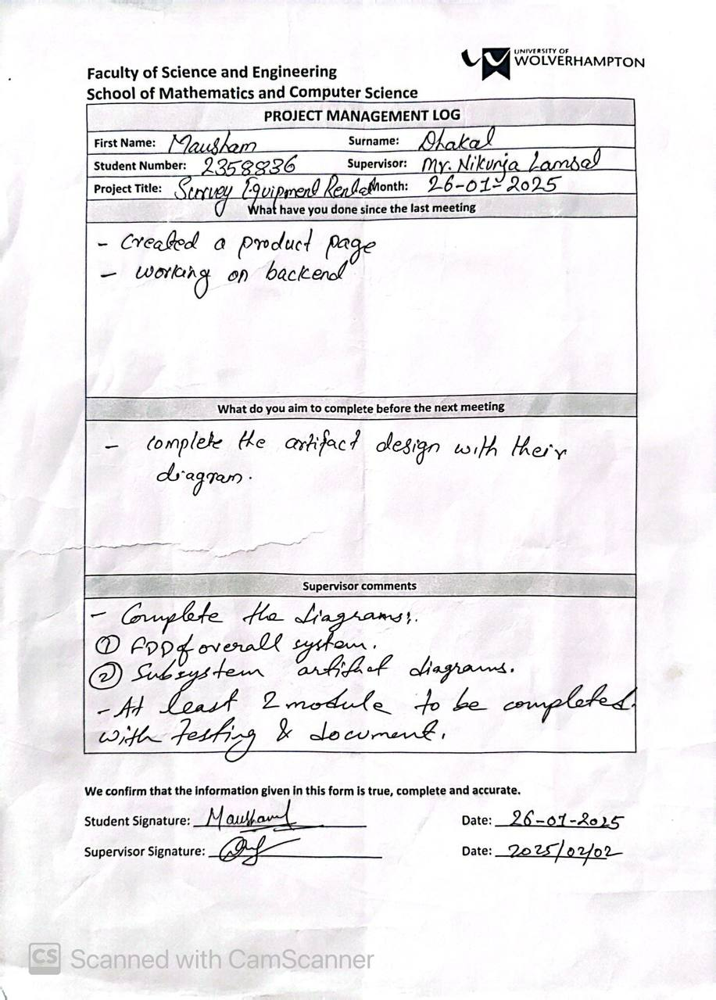 UNIVERSITY OF
WOLVERHAMPTON
Faculty of Science and Engineering
School of Mathematics and Computer Science
PROJECT MANAGEMENT LOG
First Name: Mausham Surname: Dhakal
Student Number: 2358836 Supervisor: Mr. Nikunja Lamsal
Project Title: Survey Equipment Rental Month: 26-01-2025
What have you done since the last meeting
- Created a product page
- working on backend
What do you aim to complete before the next meeting
- complete the artifact design with their
diagram.
Supervisor comments
- Complete the diagrams:
① FDD of overall system.
② Subsystem diagrams.
- At least 2 module to be completed
with testing & document.
We confirm that the information given in this form is true, complete and accurate.
Student Signature: Mausham Date: 26-01-2025
Supervisor Signature: Date: 2025/02/02
CS Scanned with CamScanner